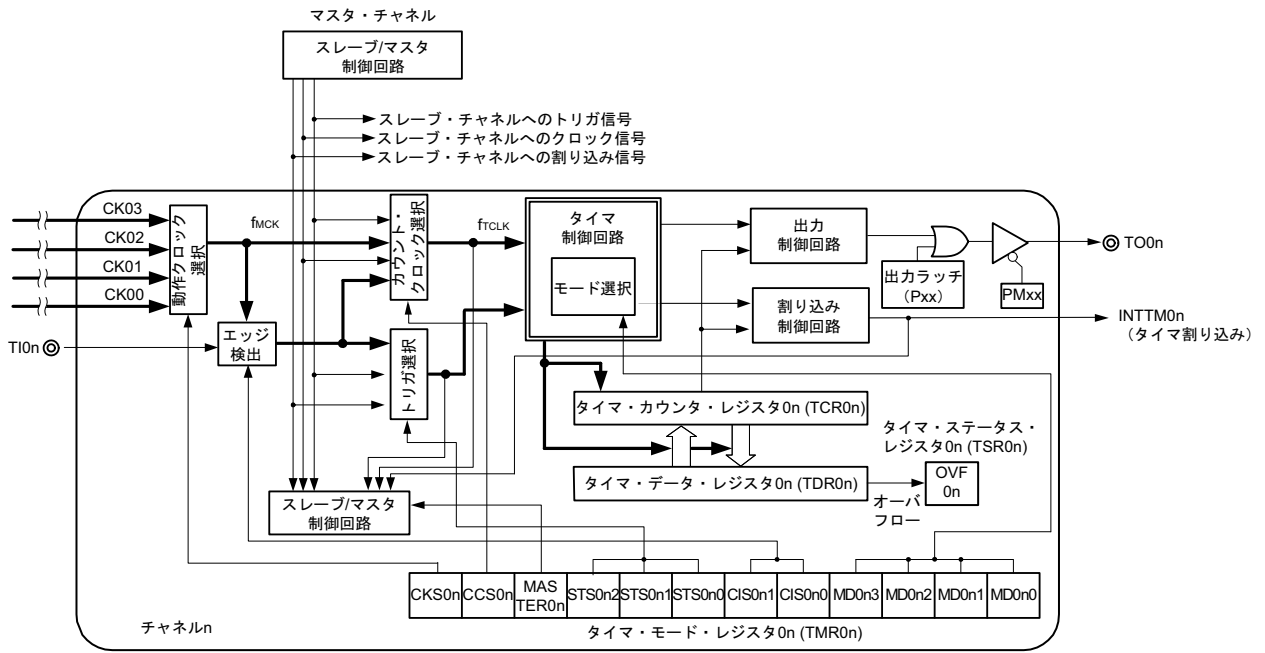 マスタ・チャネル
スレーブ/マスタ
制御回路
スレーブ・チャネルへのトリガ信号
スレーブ・チャネルへのクロック信号
スレーブ・チャネルへの割り込み信号
CK03
CK02
CK01
CK00
動作クロック
選択
fMCK
カウント・
クロック選択
fTCLK
タイマ
制御回路
モード選択
出力
制御回路
出力ラッチ
(Pxx)
PMxx
TO0n
TI0n
エッジ
検出
トリガ選択
割り込み
制御回路
INTTM0n
(タイマ割り込み)
タイマ・カウンタ・レジスタ0n (TCR0n)
タイマ・ステータス・
レジスタ0n (TSR0n)
タイマ・データ・レジスタ0n (TDR0n)
オーバ
フロー
OVF
0n
スレーブ/マスタ
制御回路
CKS0n
CCS0n
MAS
TER0n
STS0n2
STS0n1
STS0n0
CIS0n1
CIS0n0
MD0n3
MD0n2
MD0n1
MD0n0
チャネルn
タイマ・モード・レジスタ0n (TMR0n)